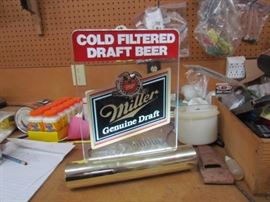 COLD FILTERED
DRAFT BEER
Miller
Genuine Draft